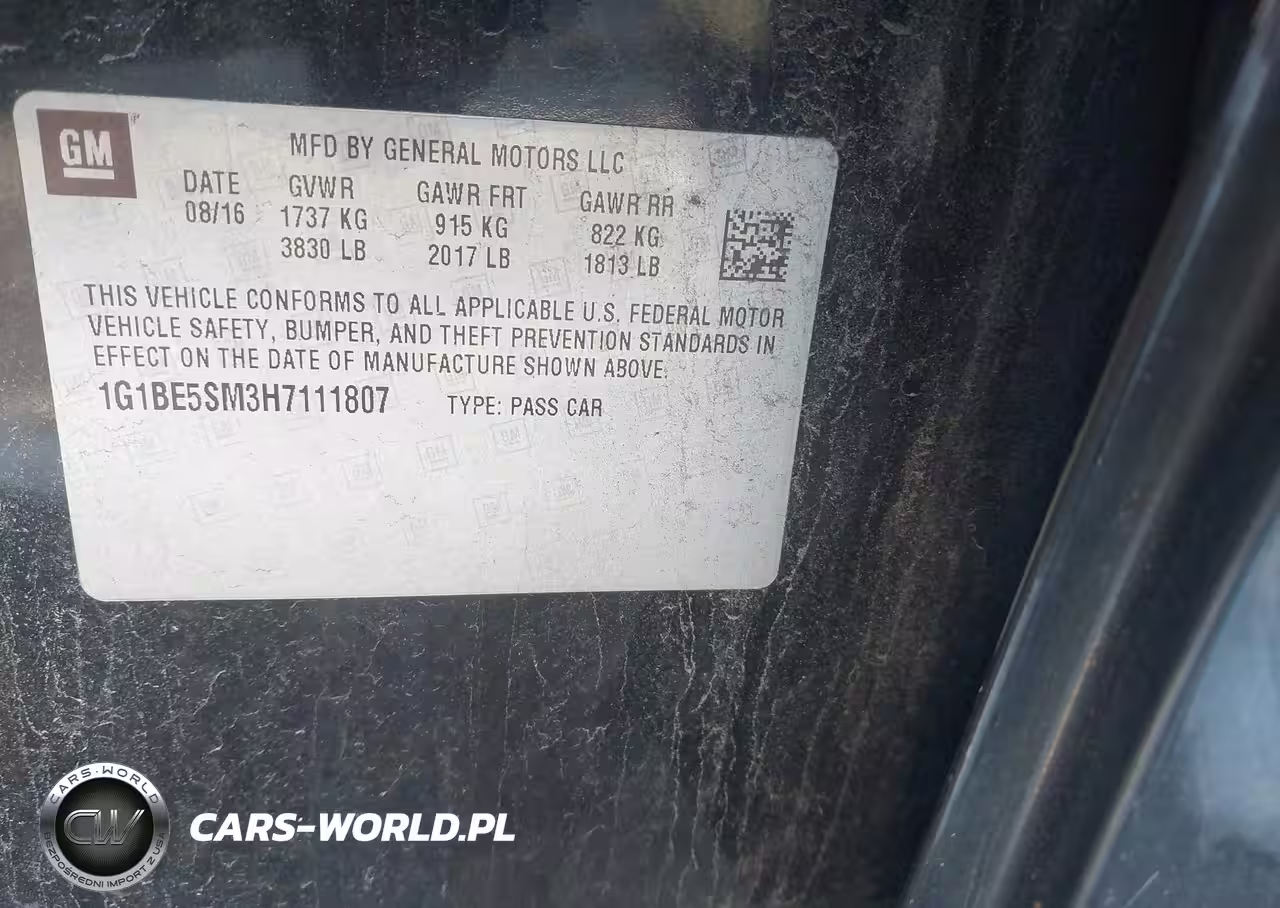 GM
MFD BY GENERAL MOTORS LLC
DATE GVWR GAWR FRT GAWR RR
08/16 1737 KG 915 KG 822 KG
3830 LB 2017 LB 1813 LB
THIS VEHICLE CONFORMS TO ALL APPLICABLE U.S. FEDERAL MOTOR
VEHICLE SAFETY, BUMPER, AND THEFT PREVENTION STANDARDS IN
EFFECT ON THE DATE OF MANUFACTURE SHOWN ABOVE.
1G1BE5SM3H7111807 TYPE: PASS CAR
CARS-WORLD
CW
BEZPOŚREDNI IMPORT Z USA
CARS-WORLD.PL